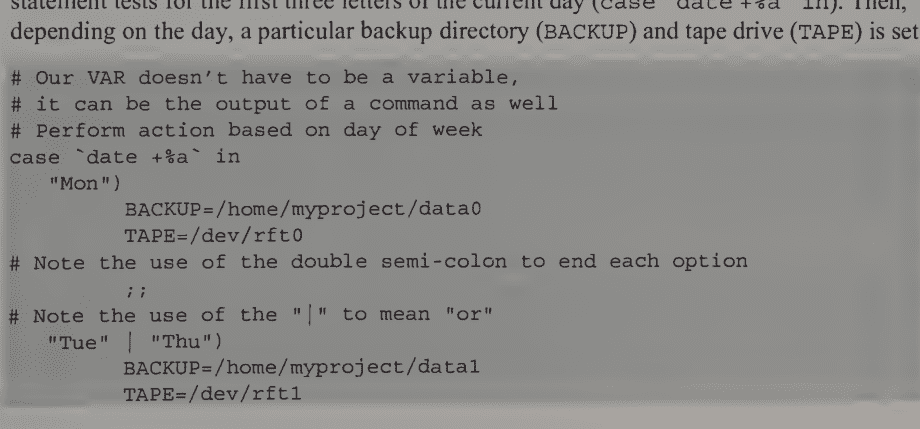 statement tests for the first three letters of the current day (case `date +%a` in). Then,
depending on the day, a particular backup directory (BACKUP) and tape drive (TAPE) is set
# Our VAR doesn't have to be a variable,
# it can be the output of a command as well
# Perform action based on day of week
case `date +%a` in
"Mon")
BACKUP=/home/myproject/data0
TAPE=/dev/rft0
# Note the use of the double semi-colon to end each option
;;
# Note the use of the "|" to mean "or"
"Tue" | "Thu")
BACKUP=/home/myproject/data1
TAPE=/dev/rft1